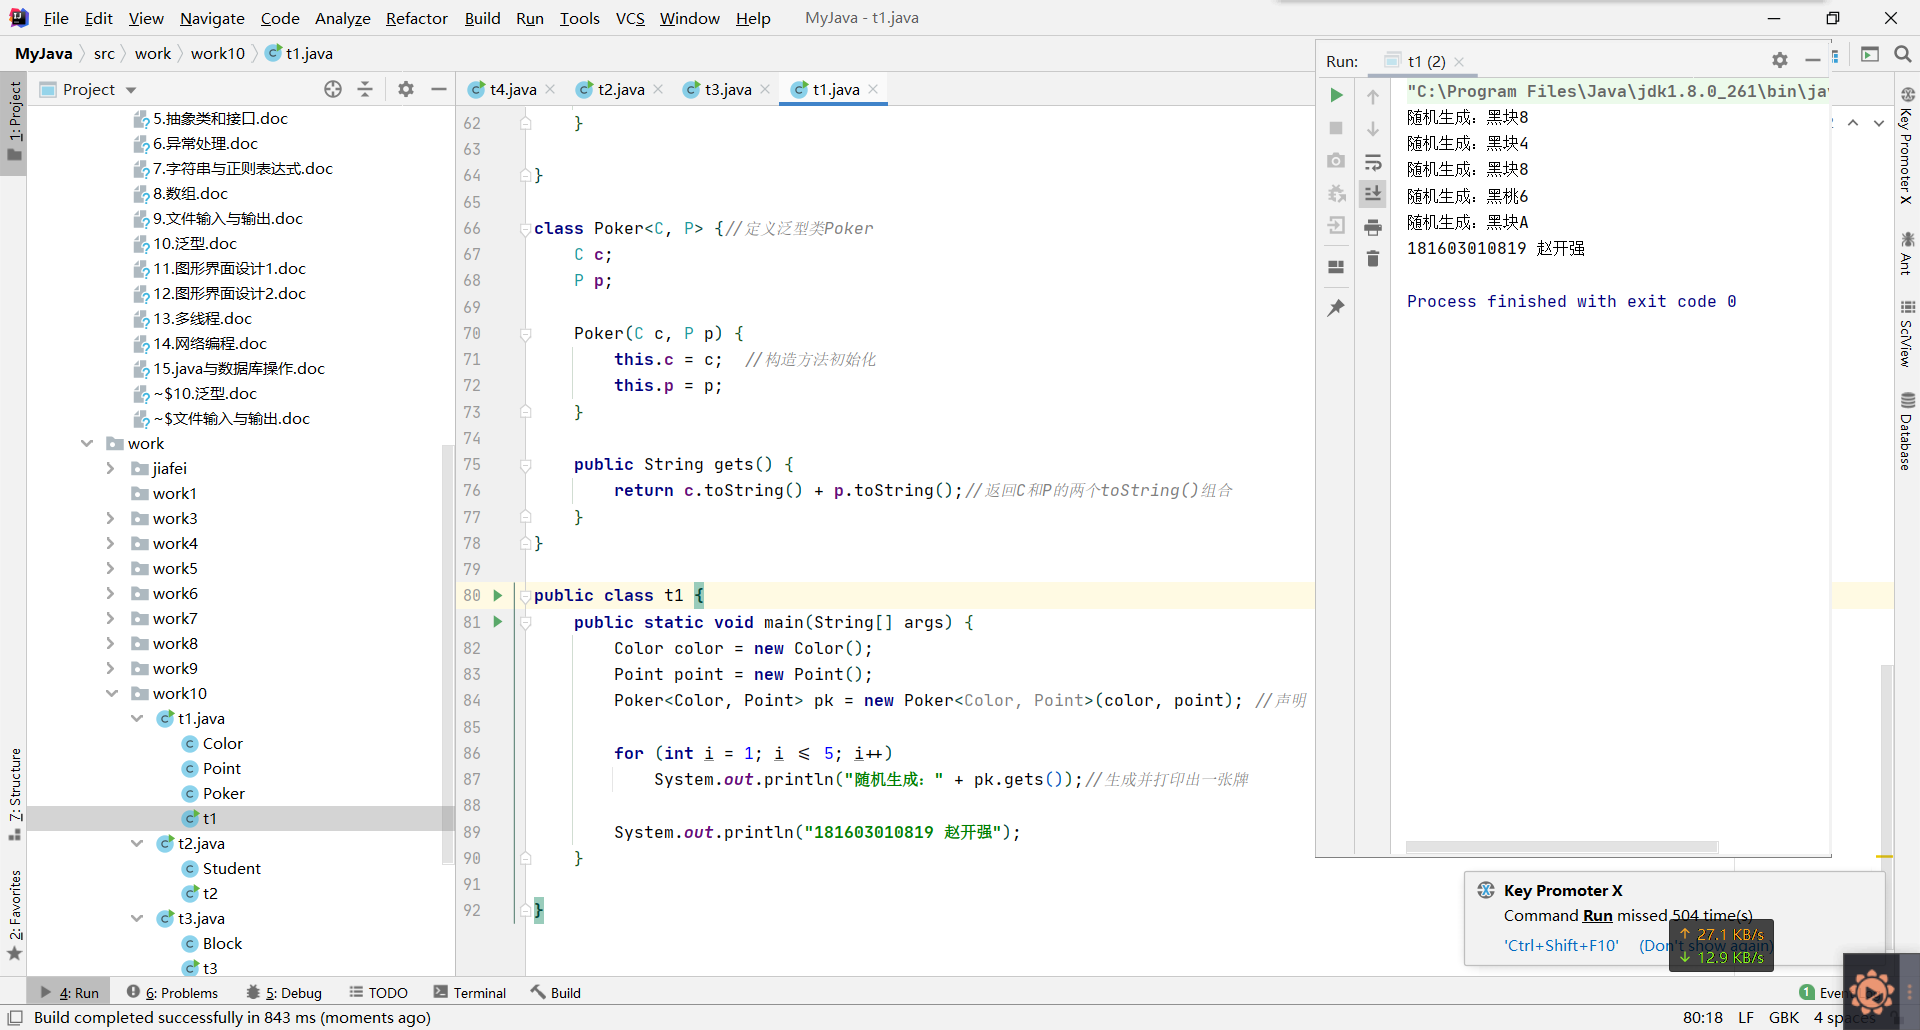 File Edit View Navigate Code Analyze Refactor Build Run Tools VCS Window Help MyJava - t1.java
MyJava src work work10 t1.java
1: Project
7: Structure
2: Favorites
Project
5.抽象类和接口.doc
6.异常处理.doc
7.字符串与正则表达式.doc
8.数组.doc
9.文件输入与输出.doc
10.泛型.doc
11.图形界面设计1.doc
12.图形界面设计2.doc
13.多线程.doc
14.网络编程.doc
15.java与数据库操作.doc
~$10.泛型.doc
~$文件输入与输出.doc
work
jiafei
work1
work3
work4
work5
work6
work7
work8
work9
work10
t1.java
Color
Point
Poker
t1
t2.java
Student
t2
t3.java
Block
t3
t4.java t2.java t3.java t1.java
62 }
63
64 }
65
66 class Poker<C, P> {//定义泛型类Poker
67 C c;
68 P p;
69
70 Poker(C c, P p) {
71 this.c = c; //构造方法初始化
72 this.p = p;
73 }
74
75 public String gets() {
76 return c.toString() + p.toString();//返回C和P的两个toString()组合
77 }
78 }
79
80 public class t1 {
81 public static void main(String[] args) {
82 Color color = new Color();
83 Point point = new Point();
84 Poker<Color, Point> pk = new Poker<Color, Point>(color, point); //声明
85
86 for (int i = 1; i <= 5; i++)
87 System.out.println("随机生成：" + pk.gets());//生成并打印出一张牌
88
89 System.out.println("181603010819 赵开强");
90 }
91
92 }
Run: t1 (2)
"C:\Program Files\Java\jdk1.8.0_261\bin\jav
随机生成：黑块8
随机生成：黑块4
随机生成：黑块8
随机生成：黑桃6
随机生成：黑块A
181603010819 赵开强
Process finished with exit code 0
Key Promoter X
Ant
SciView
Database
Key Promoter X
Command Run missed 504 time(s)
'Ctrl+Shift+F10' (Don't show again)
↑ 27.1 KB/s
↓ 12.9 KB/s
4: Run 6: Problems 5: Debug TODO Terminal Build 1 Even
Build completed successfully in 843 ms (moments ago) 80:18 LF GBK 4 spaces